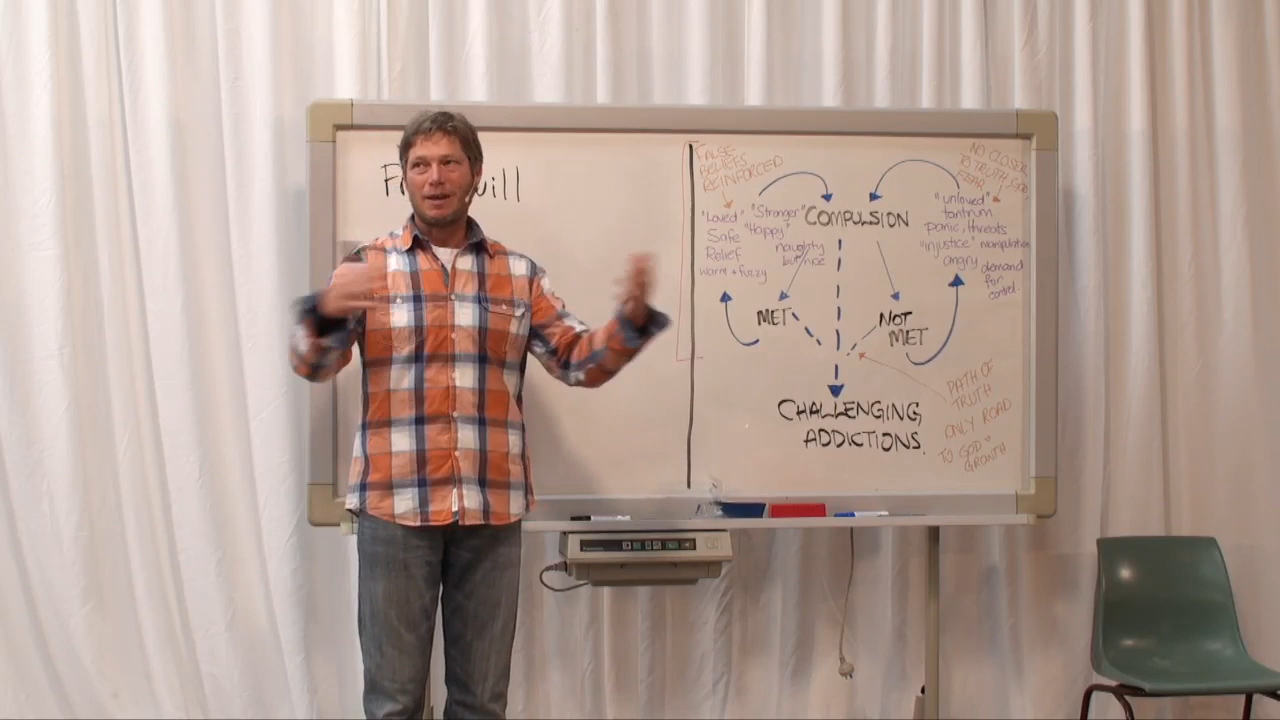 F will
FALSE
BELIEFS
REINFORCED
NO CLOSER
TO TRUTH, GOD
"Loved" "Stronger"
Safe "Happy"
Relief naughty
but nice
warm + fuzzy
COMPULSION
"unloved"
tantrum
panic, threats
"injustice" manipulation
angry demand
for
control.
MET
NOT
MET
CHALLENGING,
ADDICTIONS.
PATH OF
TRUTH
ONLY ROAD
TO GOD +
GROWTH
Panasonic